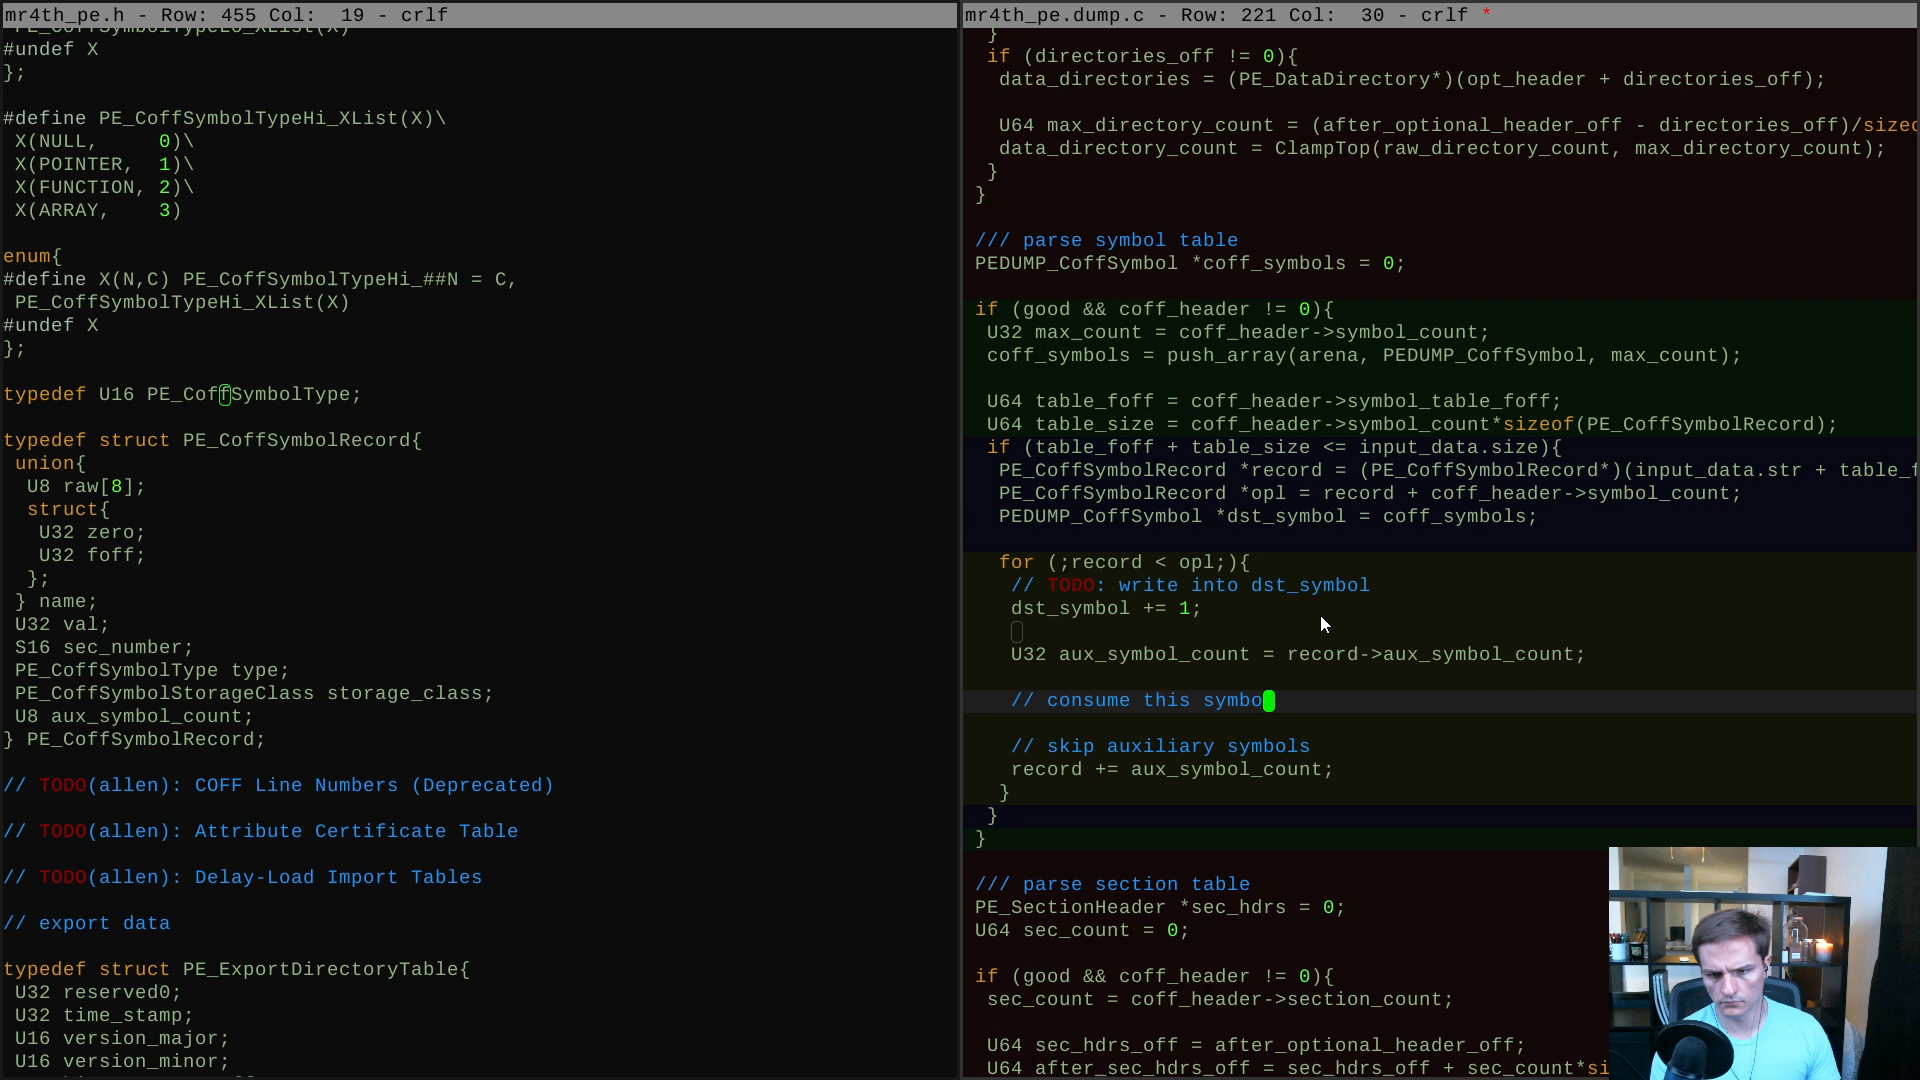 mr4th_pe.h - Row: 455 Col:  19 - crlf
PE_CoffSymbolTypeLo_XList(X)
#undef X
};
#define PE_CoffSymbolTypeHi_XList(X)\
X(NULL,     0)\
X(POINTER,  1)\
X(FUNCTION, 2)\
X(ARRAY,    3)
enum{
#define X(N,C) PE_CoffSymbolTypeHi_##N = C,
PE_CoffSymbolTypeHi_XList(X)
#undef X
};
typedef U16 PE_CoffSymbolType;
typedef struct PE_CoffSymbolRecord{
union{
U8 raw[8];
struct{
U32 zero;
U32 foff;
};
} name;
U32 val;
S16 sec_number;
PE_CoffSymbolType type;
PE_CoffSymbolStorageClass storage_class;
U8 aux_symbol_count;
} PE_CoffSymbolRecord;
// TODO(allen): COFF Line Numbers (Deprecated)
// TODO(allen): Attribute Certificate Table
// TODO(allen): Delay-Load Import Tables
// export data
typedef struct PE_ExportDirectoryTable{
U32 reserved0;
U32 time_stamp;
U16 version_major;
U16 version_minor;
mr4th_pe.dump.c - Row: 221 Col:  30 - crlf *
}
if (directories_off != 0){
data_directories = (PE_DataDirectory*)(opt_header + directories_off);
U64 max_directory_count = (after_optional_header_off - directories_off)/sizeo
data_directory_count = ClampTop(raw_directory_count, max_directory_count);
}
}
/// parse symbol table
PEDUMP_CoffSymbol *coff_symbols = 0;
if (good && coff_header != 0){
U32 max_count = coff_header->symbol_count;
coff_symbols = push_array(arena, PEDUMP_CoffSymbol, max_count);
U64 table_foff = coff_header->symbol_table_foff;
U64 table_size = coff_header->symbol_count*sizeof(PE_CoffSymbolRecord);
if (table_foff + table_size <= input_data.size){
PE_CoffSymbolRecord *record = (PE_CoffSymbolRecord*)(input_data.str + table_f
PE_CoffSymbolRecord *opl = record + coff_header->symbol_count;
PEDUMP_CoffSymbol *dst_symbol = coff_symbols;
for (;record < opl;){
// TODO: write into dst_symbol
dst_symbol += 1;
U32 aux_symbol_count = record->aux_symbol_count;
// consume this symbo
// skip auxiliary symbols
record += aux_symbol_count;
}
}
}
/// parse section table
PE_SectionHeader *sec_hdrs = 0;
U64 sec_count = 0;
if (good && coff_header != 0){
sec_count = coff_header->section_count;
U64 sec_hdrs_off = after_optional_header_off;
U64 after_sec_hdrs_off = sec_hdrs_off + sec_count*si